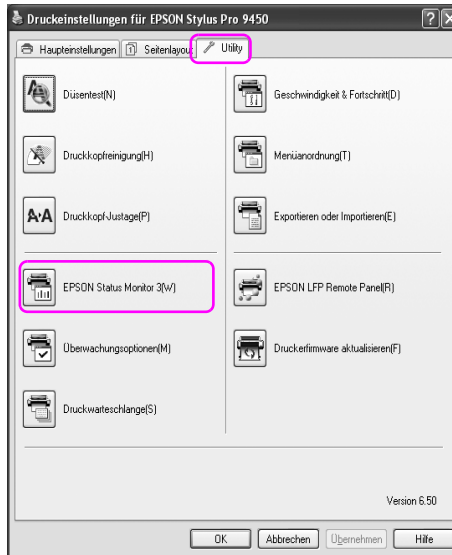 Druckeinstellungen für EPSON Stylus Pro 9450
Haupteinstellungen Seitenlayout Utility
Düsentest(N)
Druckkopfreinigung(H)
Druckkopf-Justage(P)
EPSON Status Monitor 3(W)
Überwachungsoptionen(M)
Druckwarteschlange(S)
Geschwindigkeit & Fortschritt(D)
Menüanordnung(T)
Exportieren oder Importieren(E)
EPSON LFP Remote Panel(R)
Druckerfirmware aktualisieren(F)
Version 6.50
OK Abbrechen Übernehmen Hilfe